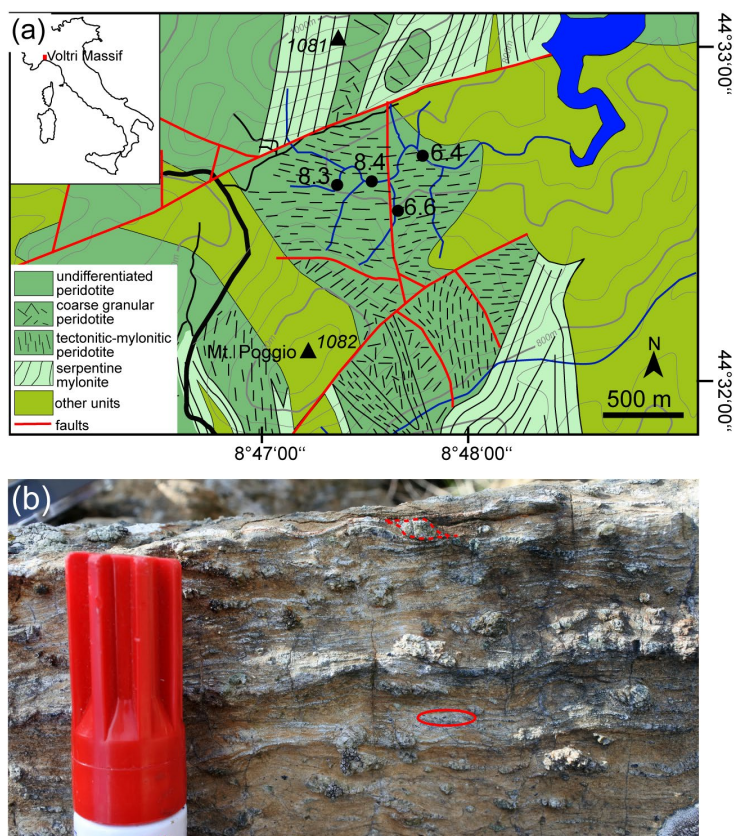 (a)
Voltri Massif
1081
1000m
44°33'00"
8.3
8.4
6.4
6.6
undifferentiated
peridotite
coarse granular
peridotite
tectonitic-mylonitic
peridotite
serpentine
mylonite
other units
faults
Mt. Poggio
1082
800m
N
500 m
44°32'00"
8°47'00“
8°48'00“
(b)